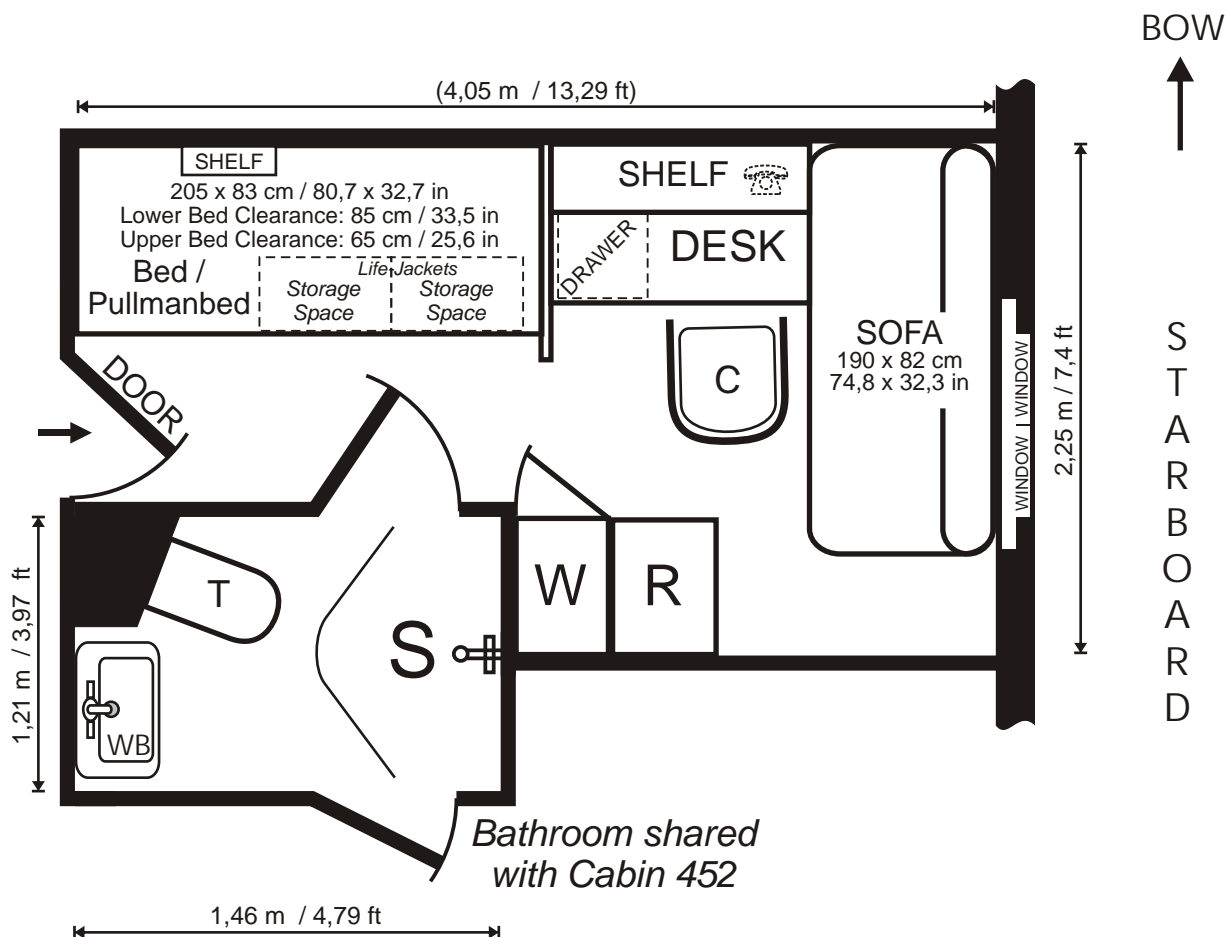 BOW
(4,05 m / 13,29 ft)
SHELF
205 x 83 cm / 80,7 x 32,7 in
Lower Bed Clearance: 85 cm / 33,5 in
Upper Bed Clearance: 65 cm / 25,6 in
Bed /
Pullmanbed
Life-Jackets
Storage
Space
Storage
Space
SHELF
DRAWER
DESK
SOFA
190 x 82 cm
74,8 x 32,3 in
C
WINDOW | WINDOW
2,25 m / 7,4 ft
STARBOARD
DOOR
W
R
T
S
WB
1,21 m / 3,97 ft
Bathroom shared
with Cabin 452
1,46 m / 4,79 ft